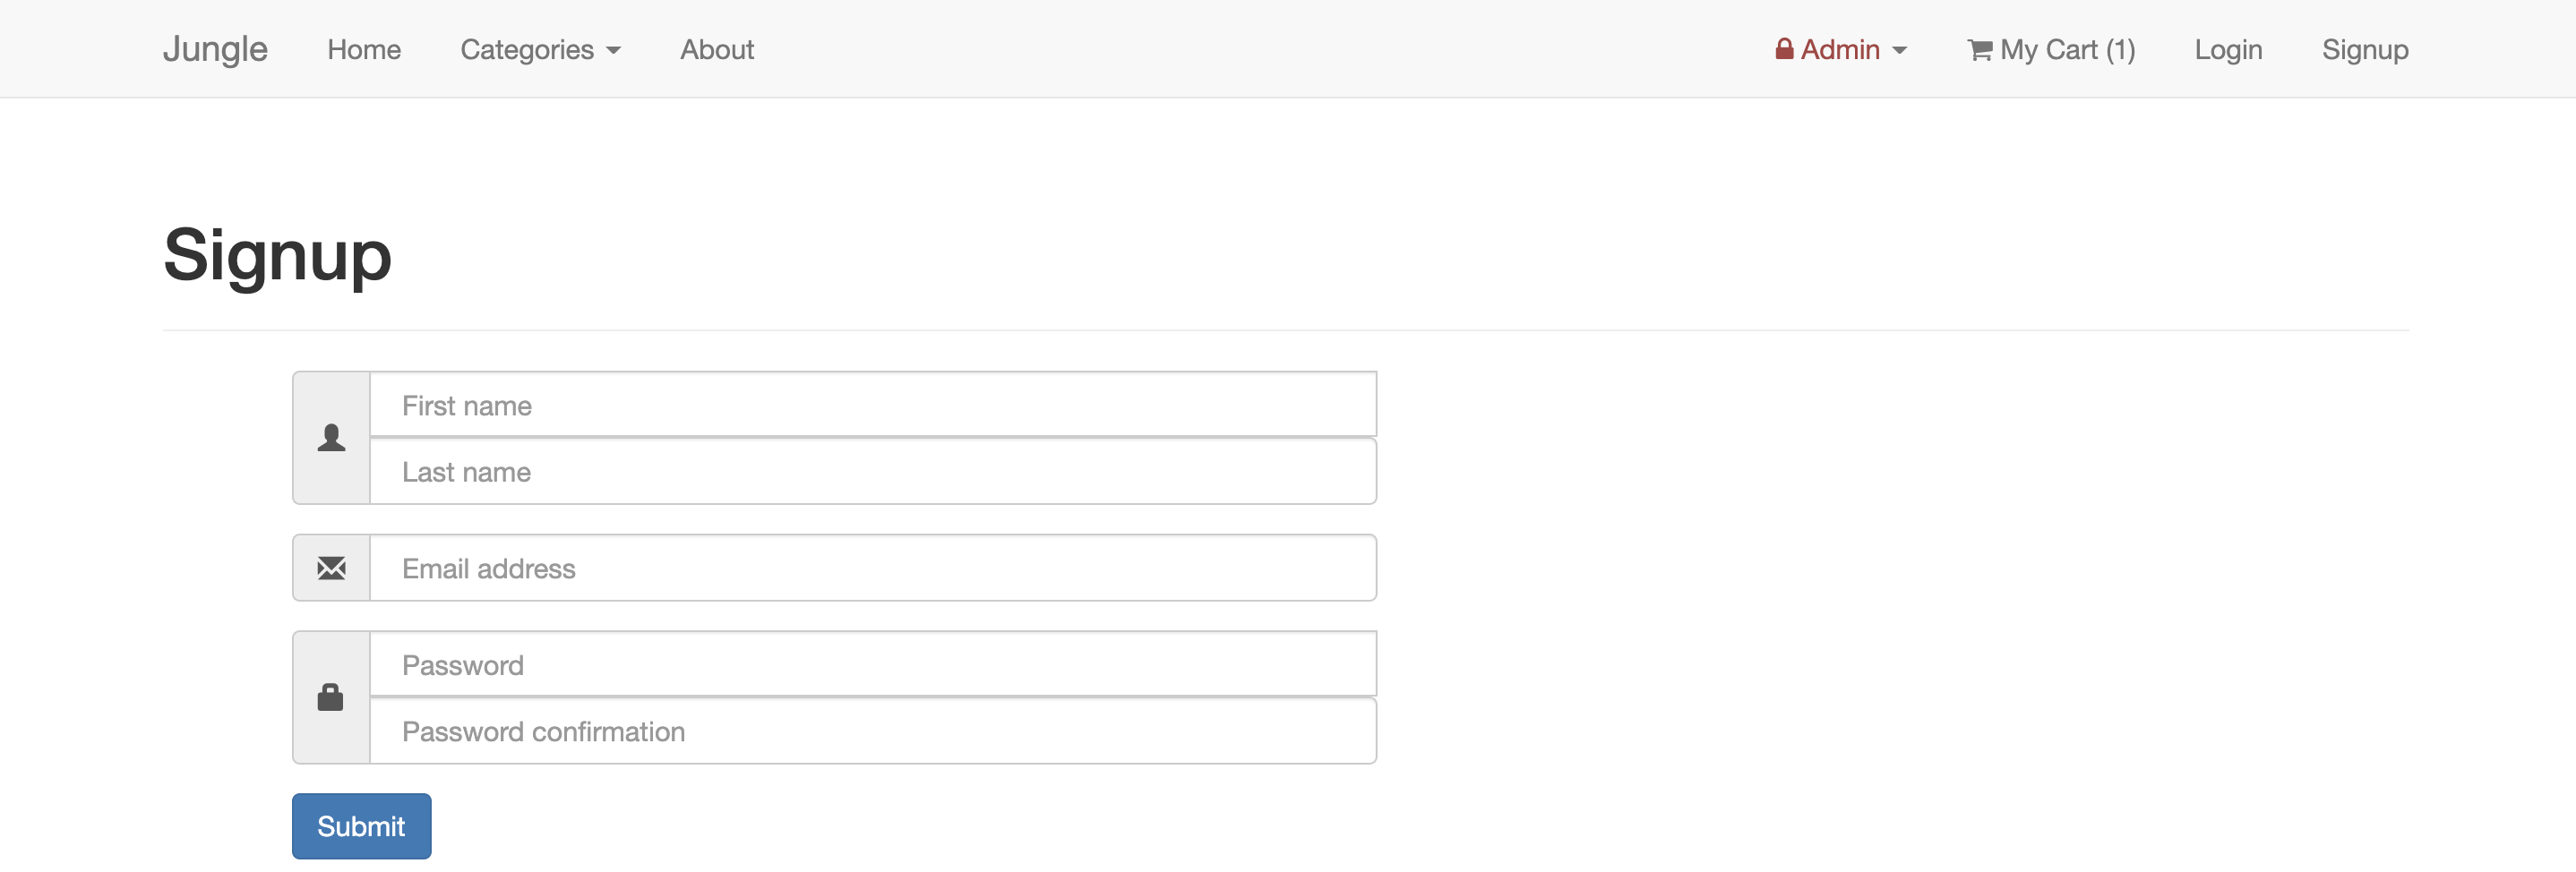 Jungle Home Categories About Admin My Cart (1) Login Signup
Signup
First name
Last name
Email address
Password
Password confirmation
Submit